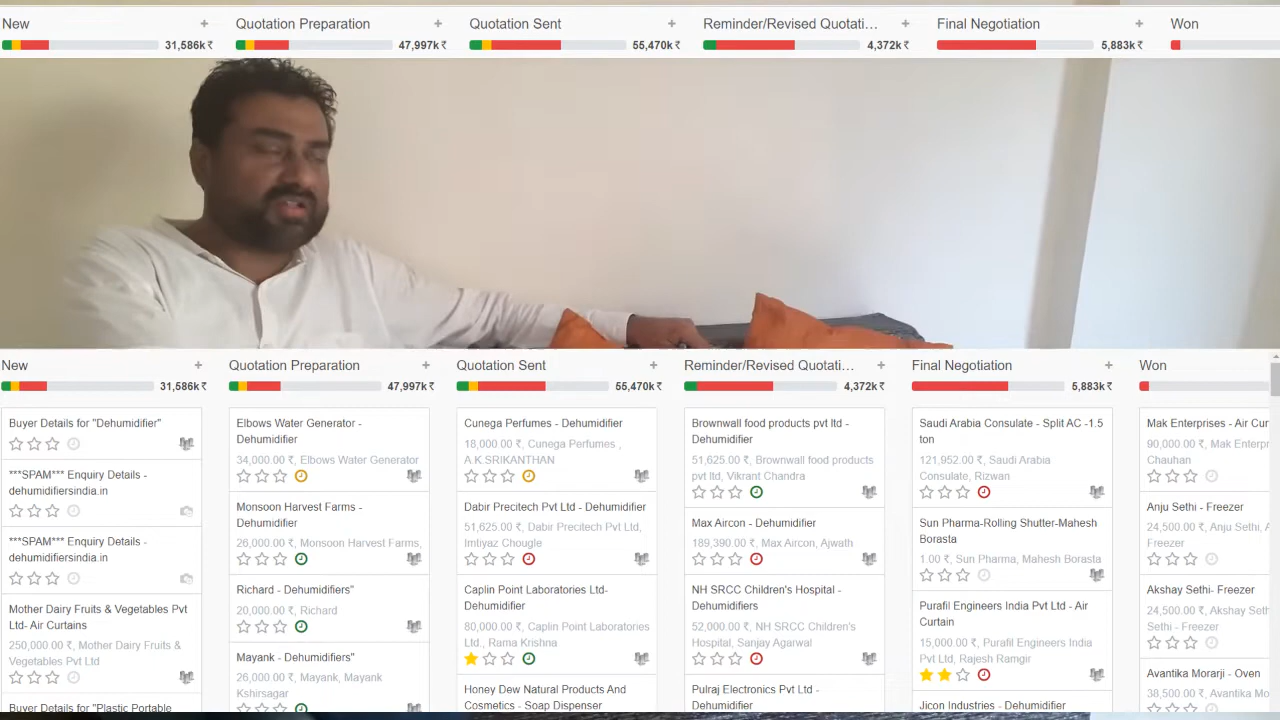 New +
31,586k ₹
Quotation Preparation +
47,997k ₹
Quotation Sent +
55,470k ₹
Reminder/Revised Quotati… +
4,372k ₹
Final Negotiation +
5,883k ₹
Won
New +
31,586k ₹
Buyer Details for "Dehumidifier"
***SPAM*** Enquiry Details -
dehumidifiersindia.in
***SPAM*** Enquiry Details -
dehumidifiersindia.in
Mother Dairy Fruits & Vegetables Pvt
Ltd- Air Curtains
250,000.00 ₹, Mother Dairy Fruits &
Vegetables Pvt Ltd
Buyer Details for "Plastic Portable
Quotation Preparation +
47,997k ₹
Elbows Water Generator -
Dehumidifier
34,000.00 ₹, Elbows Water Generator
Monsoon Harvest Farms -
Dehumidifier
26,000.00 ₹, Monsoon Harvest Farms,
Richard - Dehumidifiers"
20,000.00 ₹, Richard
Mayank - Dehumidifiers"
26,000.00 ₹, Mayank, Mayank
Kshirsagar
Quotation Sent +
55,470k ₹
Cunega Perfumes - Dehumidifier
18,000.00 ₹, Cunega Perfumes ,
A.K.SRIKANTHAN
Dabir Precitech Pvt Ltd - Dehumidifier
51,625.00 ₹, Dabir Precitech Pvt Ltd,
Imtiyaz Chougle
Caplin Point Laboratories Ltd-
Dehumidifier
80,000.00 ₹, Caplin Point Laboratories
Ltd., Rama Krishna
Honey Dew Natural Products And
Cosmetics - Soap Dispenser
Reminder/Revised Quotati… +
4,372k ₹
Brownwall food products pvt ltd -
Dehumidifier
51,625.00 ₹, Brownwall food products
pvt ltd, Vikrant Chandra
Max Aircon - Dehumidifier
189,390.00 ₹, Max Aircon, Ajwath
NH SRCC Children's Hospital -
Dehumidifiers
52,000.00 ₹, NH SRCC Children's
Hospital, Sanjay Agarwal
Pulraj Electronics Pvt Ltd -
Dehumidifier
Final Negotiation +
5,883k ₹
Saudi Arabia Consulate - Split AC -1.5
ton
121,952.00 ₹, Saudi Arabia
Consulate, Rizwan
Sun Pharma-Rolling Shutter-Mahesh
Borasta
1.00 ₹, Sun Pharma, Mahesh Borasta
Purafil Engineers India Pvt Ltd - Air
Curtain
15,000.00 ₹, Purafil Engineers India
Pvt Ltd, Rajesh Ramgir
Jicon Industries - Dehumidifier
Won
Mak Enterprises - Air Cur
90,000.00 ₹, Mak Enterpr
Chauhan
Anju Sethi - Freezer
24,500.00 ₹, Anju Sethi, A
Freezer
Akshay Sethi- Freezer
24,500.00 ₹, Akshay Seth
Sethi - Freezer
Avantika Morarji - Oven
38,500.00 ₹, Avantika Mo